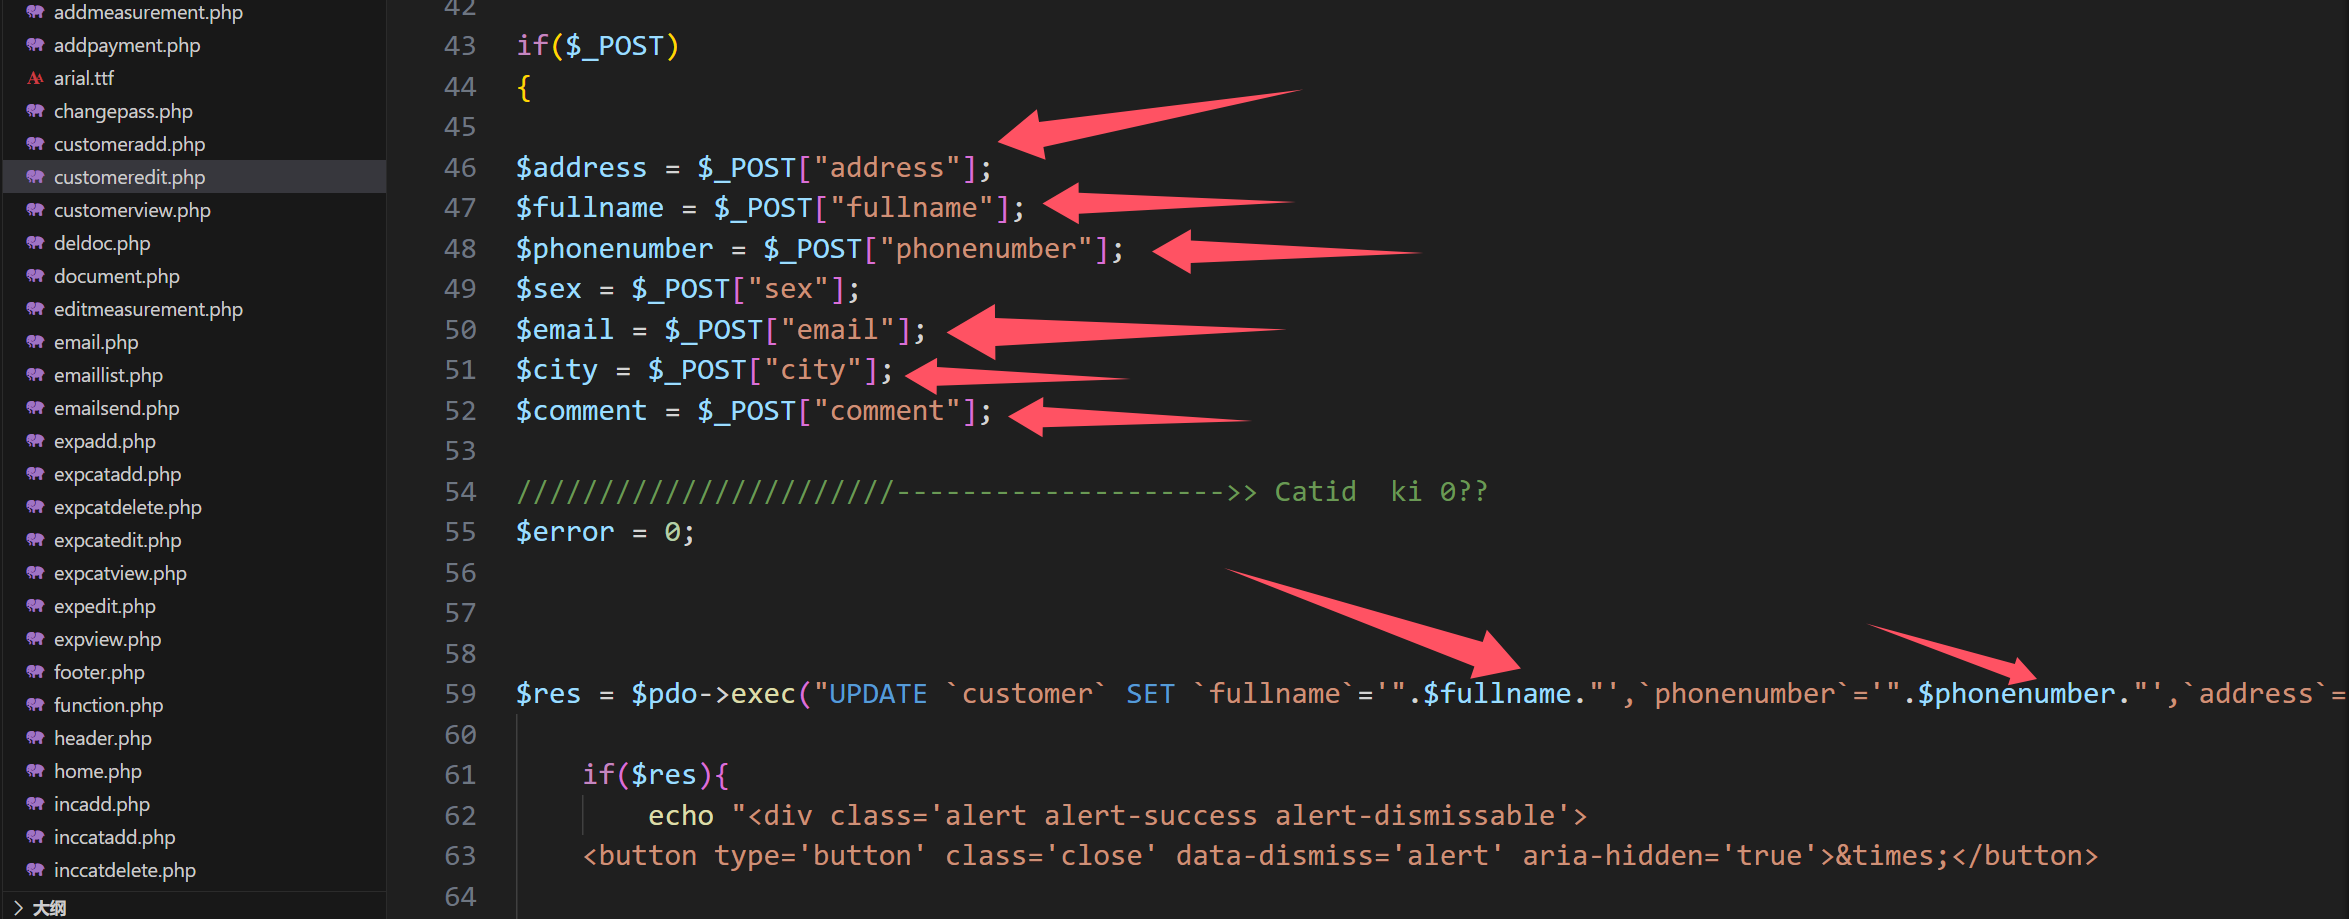 addmeasurement.php
addpayment.php
arial.ttf
changepass.php
customeradd.php
customeredit.php
customerview.php
deldoc.php
document.php
editmeasurement.php
email.php
emaillist.php
emailsend.php
expadd.php
expcatadd.php
expcatdelete.php
expcatedit.php
expcatview.php
expedit.php
expview.php
footer.php
function.php
header.php
home.php
incadd.php
inccatadd.php
inccatdelete.php
大纲
42
43 if($_POST)
44 {
45
46 $address = $_POST["address"];
47 $fullname = $_POST["fullname"];
48 $phonenumber = $_POST["phonenumber"];
49 $sex = $_POST["sex"];
50 $email = $_POST["email"];
51 $city = $_POST["city"];
52 $comment = $_POST["comment"];
53
54 ///////////////////////-------------------->> Catid  ki 0??
55 $error = 0;
56
57
58
59 $res = $pdo->exec("UPDATE `customer` SET `fullname`='".$fullname."',`phonenumber`='".$phonenumber."',`address`=
60
61 if($res){
62 echo "<div class='alert alert-success alert-dismissable'>
63 <button type='button' class='close' data-dismiss='alert' aria-hidden='true'>&times;</button>
64